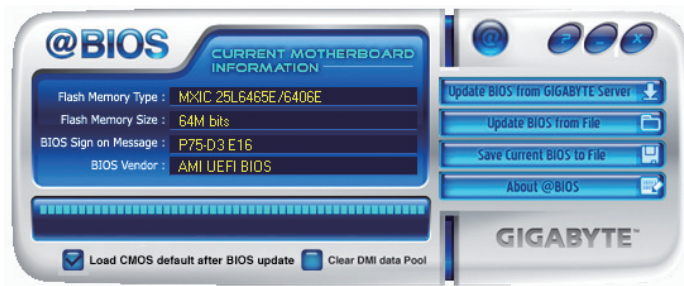 @BIOS
CURRENT MOTHERBOARD
INFORMATION
Flash Memory Type : MXIC 25L6465E/6406E
Flash Memory Size : 64M bits
BIOS Sign on Message : P75-D3 E16
BIOS Vendor : AMI UEFI BIOS
Load CMOS default after BIOS update
Clear DMI data Pool
@ ? - X
Update BIOS from GIGABYTE Server
Update BIOS from File
Save Current BIOS to File
About @BIOS
GIGABYTE™